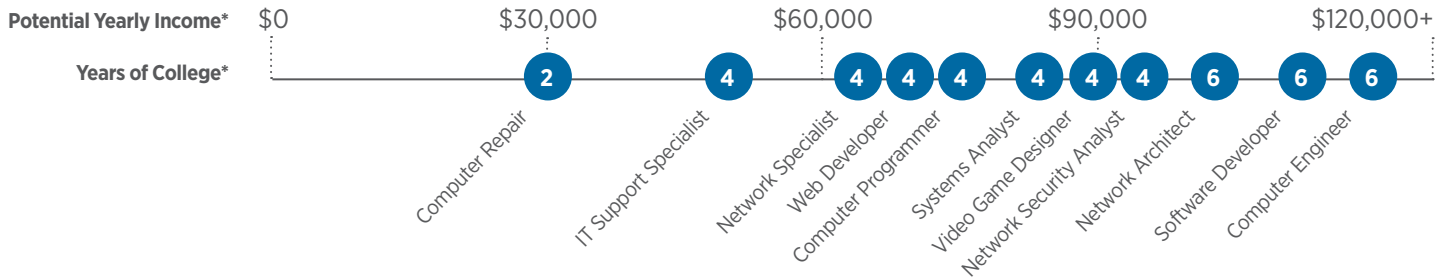 Potential Yearly Income* $0 $30,000 $60,000 $90,000 $120,000+
Years of College* 2 4 4 4 4 4 4 4 6 6 6
Computer Repair
IT Support Specialist
Network Specialist
Web Developer
Computer Programmer
Systems Analyst
Video Game Designer
Network Security Analyst
Network Architect
Software Developer
Computer Engineer